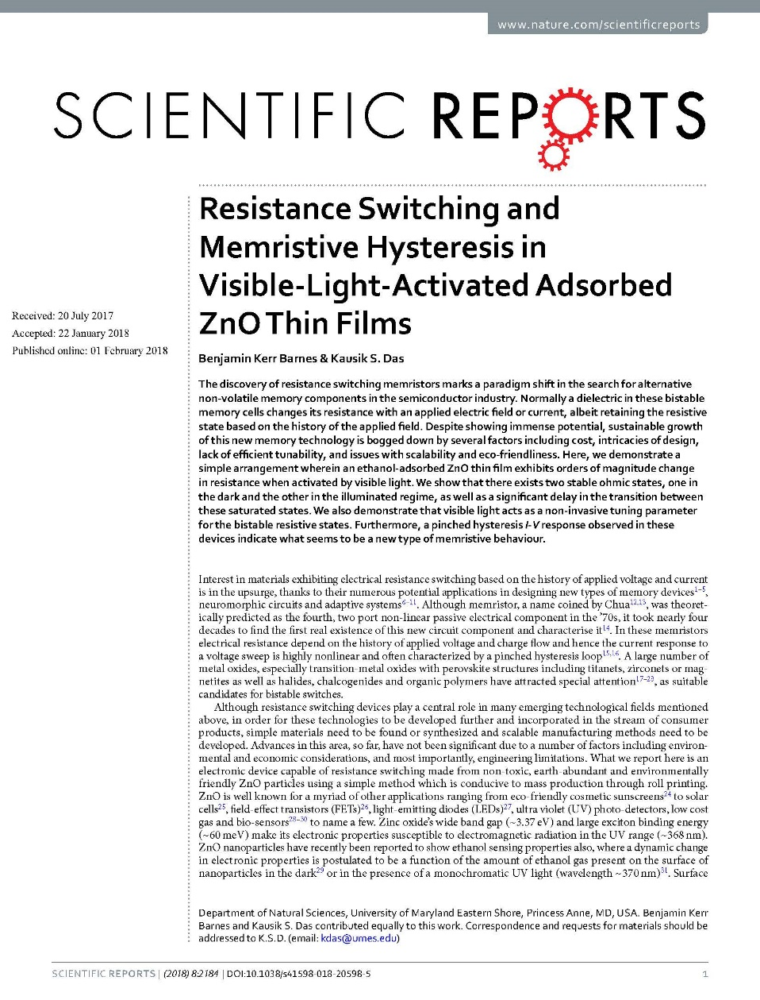 www.nature.com/scientificreports
SCIENTIFIC REPORTS
Resistance Switching and
Memristive Hysteresis in
Visible-Light-Activated Adsorbed
ZnO Thin Films
Received: 20 July 2017
Accepted: 22 January 2018
Published online: 01 February 2018
Benjamin Kerr Barnes & Kausik S. Das
The discovery of resistance switching memristors marks a paradigm shift in the search for alternative
non-volatile memory components in the semiconductor industry. Normally a dielectric in these bistable
memory cells changes its resistance with an applied electric field or current, albeit retaining the resistive
state based on the history of the applied field. Despite showing immense potential, sustainable growth
of this new memory technology is bogged down by several factors including cost, intricacies of design,
lack of efficient tunability, and issues with scalability and eco-friendliness. Here, we demonstrate a
simple arrangement wherein an ethanol-adsorbed ZnO thin film exhibits orders of magnitude change
in resistance when activated by visible light. We show that there exists two stable ohmic states, one in
the dark and the other in the illuminated regime, as well as a significant delay in the transition between
these saturated states. We also demonstrate that visible light acts as a non-invasive tuning parameter
for the bistable resistive states. Furthermore, a pinched hysteresis I-V response observed in these
devices indicate what seems to be a new type of memristive behaviour.
Interest in materials exhibiting electrical resistance switching based on the history of applied voltage and current
is in the upsurge, thanks to their numerous potential applications in designing new types of memory devices1–5,
neuromorphic circuits and adaptive systems6–11. Although memristor, a name coined by Chua12,13, was theoret-
ically predicted as the fourth, two port non-linear passive electrical component in the ’70s, it took nearly four
decades to find the first real existence of this new circuit component and characterise it14. In these memristors
electrical resistance depend on the history of applied voltage and charge flow and hence the current response to
a voltage sweep is highly nonlinear and often characterized by a pinched hysteresis loop15,16. A large number of
metal oxides, especially transition-metal oxides with perovskite structures including titanets, zirconets or mag-
netites as well as halides, chalcogenides and organic polymers have attracted special attention17–23, as suitable
candidates for bistable switches.
Although resistance switching devices play a central role in many emerging technological fields mentioned
above, in order for these technologies to be developed further and incorporated in the stream of consumer
products, simple materials need to be found or synthesized and scalable manufacturing methods need to be
developed. Advances in this area, so far, have not been significant due to a number of factors including environ-
mental and economic considerations, and most importantly, engineering limitations. What we report here is an
electronic device capable of resistance switching made from non-toxic, earth-abundant and environmentally
friendly ZnO particles using a simple method which is conducive to mass production through roll printing.
ZnO is well known for a myriad of other applications ranging from eco-friendly cosmetic sunscreens24 to solar
cells25, field-effect transistors (FETs)26, light-emitting diodes (LEDs)27, ultra violet (UV) photo-detectors, low cost
gas and bio-sensors28–30 to name a few. Zinc oxide’s wide band gap (~3.37 eV) and large exciton binding energy
(~60 meV) make its electronic properties susceptible to electromagnetic radiation in the UV range (~368 nm).
ZnO nanoparticles have recently been reported to show ethanol sensing properties also, where a dynamic change
in electronic properties is postulated to be a function of the amount of ethanol gas present on the surface of
nanoparticles in the dark29 or in the presence of a monochromatic UV light (wavelength ~370 nm)31. Surface
Department of Natural Sciences, University of Maryland Eastern Shore, Princess Anne, MD, USA. Benjamin Kerr
Barnes and Kausik S. Das contributed equally to this work. Correspondence and requests for materials should be
addressed to K.S.D. (email: kdas@umes.edu)
SCIENTIFIC REPORTS | (2018) 8:2184 | DOI:10.1038/s41598-018-20598-5
1